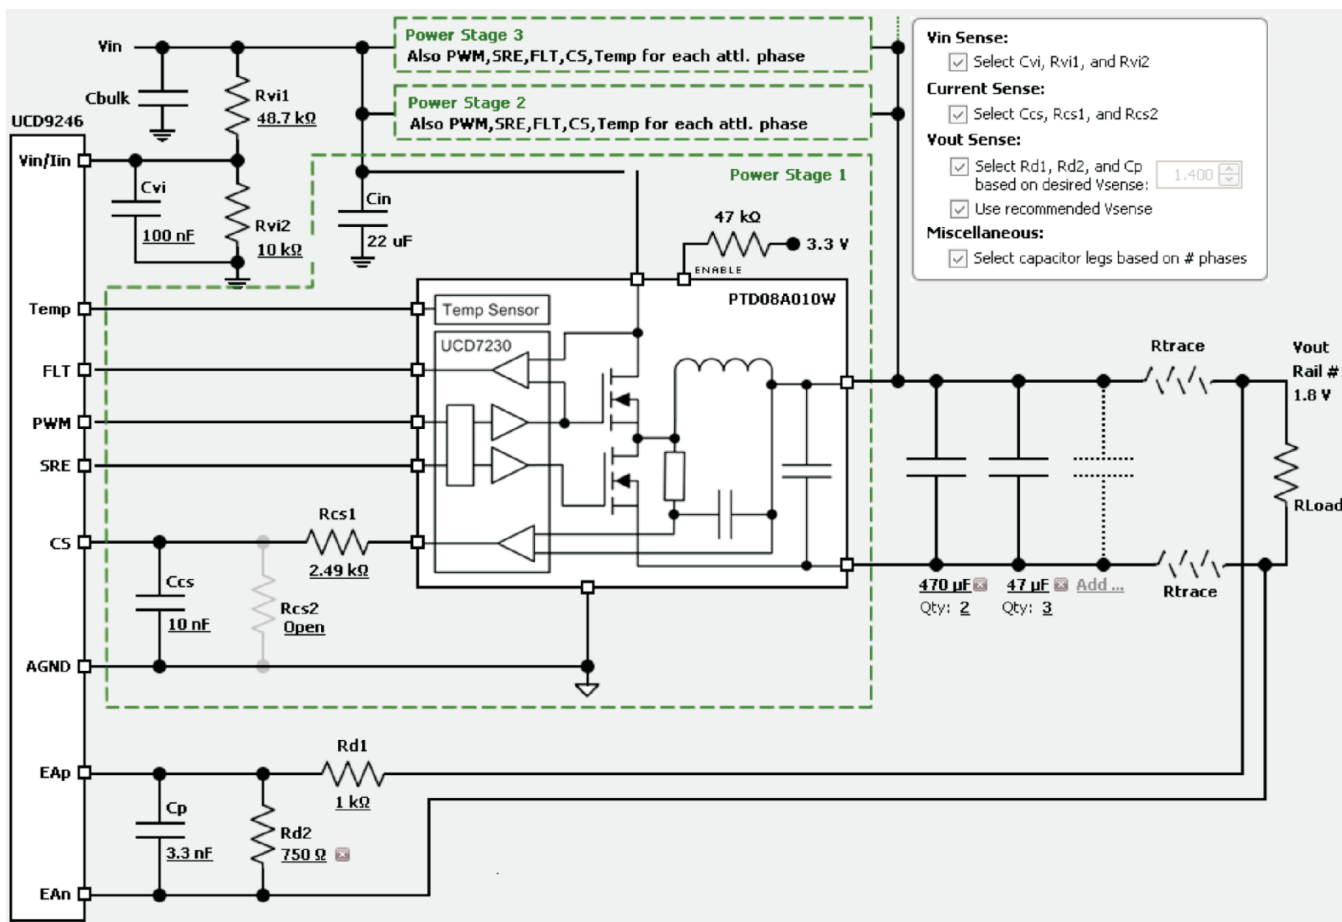 Power Stage 3
Also PWM,SRE,FLT,CS,Temp for each attl. phase
Power Stage 2
Also PWM,SRE,FLT,CS,Temp for each attl. phase
Power Stage 1
Vin
Cbulk
Rvi1
48.7 kΩ
UCD9246
Vin/Iin
Cvi
100 nF
Rvi2
10 kΩ
Cin
22 uF
47 kΩ
3.3 V
ENABLE
PTD08A010W
Temp
FLT
PWM
SRE
CS
AGND
EAp
EAn
Temp Sensor
UCD7230
Rcs1
2.49 kΩ
Ccs
10 nF
Rcs2
Open
Rd1
1 kΩ
Cp
3.3 nF
Rd2
750 Ω
Vin Sense:
Select Cvi, Rvi1, and Rvi2
Current Sense:
Select Ccs, Rcs1, and Rcs2
Vout Sense:
Select Rd1, Rd2, and Cp
based on desired Vsense:
1.400
Use recommended Vsense
Miscellaneous:
Select capacitor legs based on # phases
Rtrace
Vout
Rail #
1.8 V
RLoad
Rtrace
470 µF
Qty: 2
47 µF
Qty: 3
Add ...